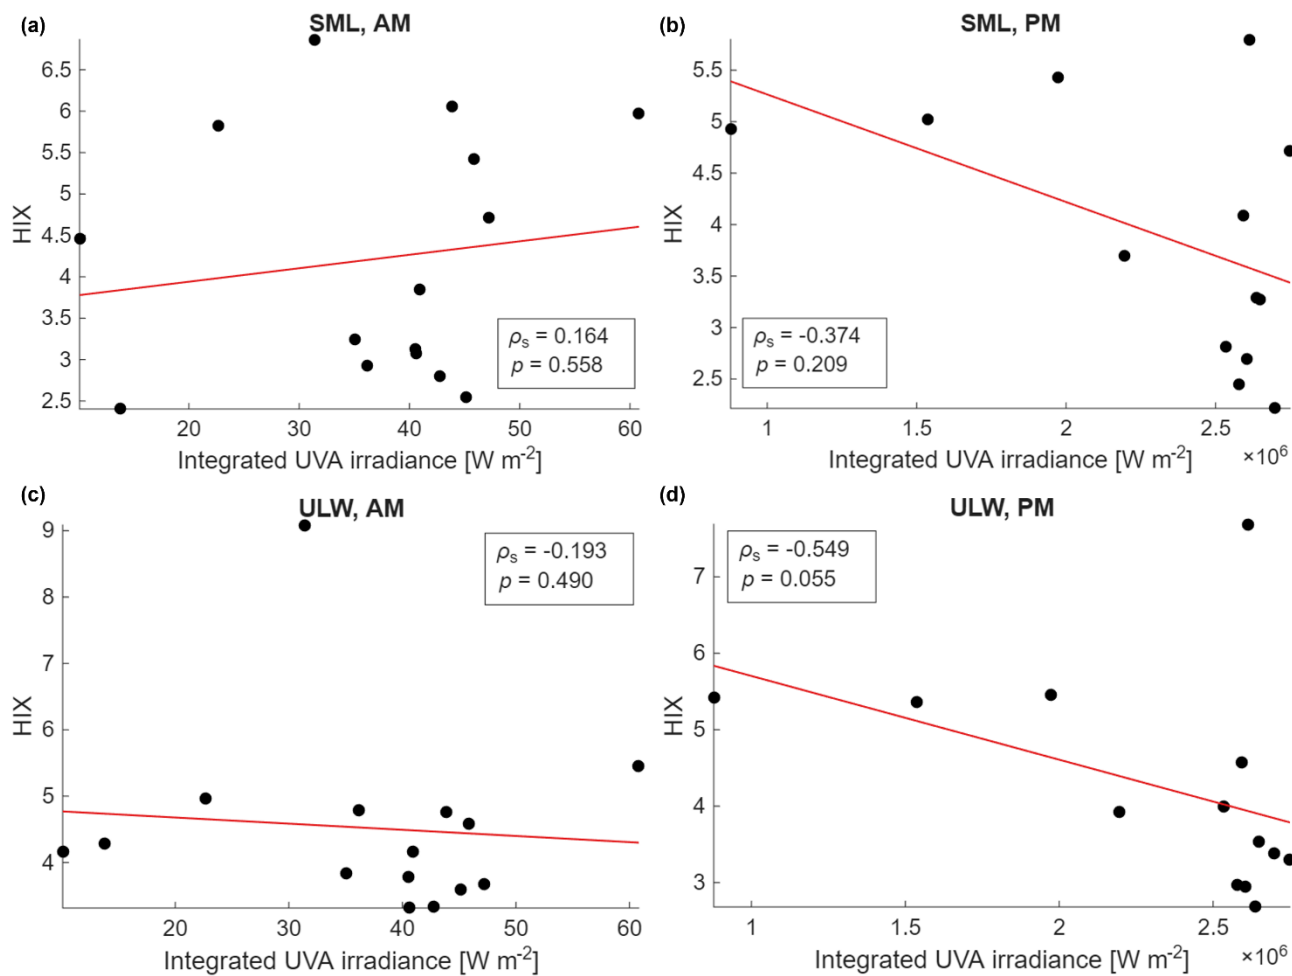 (a)
SML, AM
HIX
6.5
6
5.5
5
4.5
4
3.5
3
2.5
20
30
40
50
60
Integrated UVA irradiance [W m-2]
ρs = 0.164
p = 0.558
(b)
SML, PM
HIX
5.5
5
4.5
4
3.5
3
2.5
1
1.5
2
2.5
×10^6
Integrated UVA irradiance [W m-2]
ρs = -0.374
p = 0.209
(c)
ULW, AM
HIX
9
8
7
6
5
4
20
30
40
50
60
Integrated UVA irradiance [W m-2]
ρs = -0.193
p = 0.490
(d)
ULW, PM
HIX
7
6
5
4
3
1
1.5
2
2.5
×10^6
Integrated UVA irradiance [W m-2]
ρs = -0.549
p = 0.055